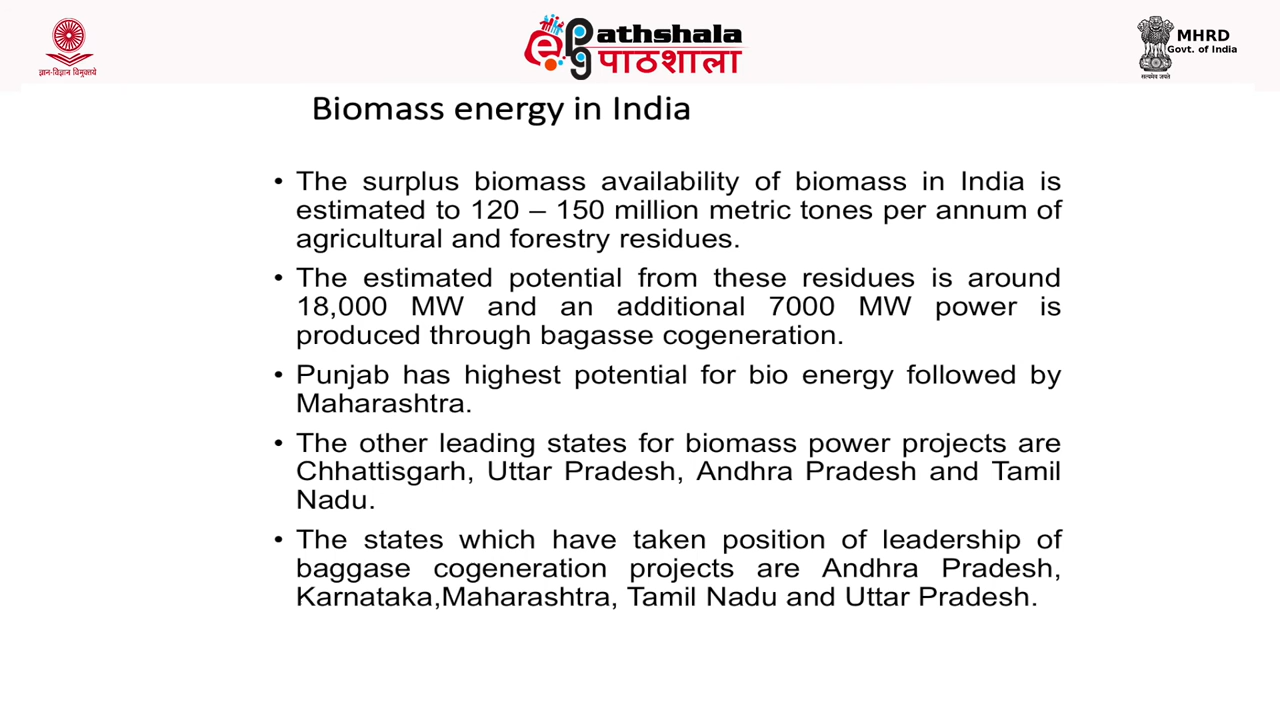 ज्ञान-विज्ञान विमुक्तये
ePathshala
पाठशाला
MHRD
Govt. of India
सत्यमेव जयते
Biomass energy in India
• The surplus biomass availability of biomass in India is
estimated to 120 – 150 million metric tones per annum of
agricultural and forestry residues.
• The estimated potential from these residues is around
18,000 MW and an additional 7000 MW power is
produced through bagasse cogeneration.
• Punjab has highest potential for bio energy followed by
Maharashtra.
• The other leading states for biomass power projects are
Chhattisgarh, Uttar Pradesh, Andhra Pradesh and Tamil
Nadu.
• The states which have taken position of leadership of
baggase cogeneration projects are Andhra Pradesh,
Karnataka,Maharashtra, Tamil Nadu and Uttar Pradesh.